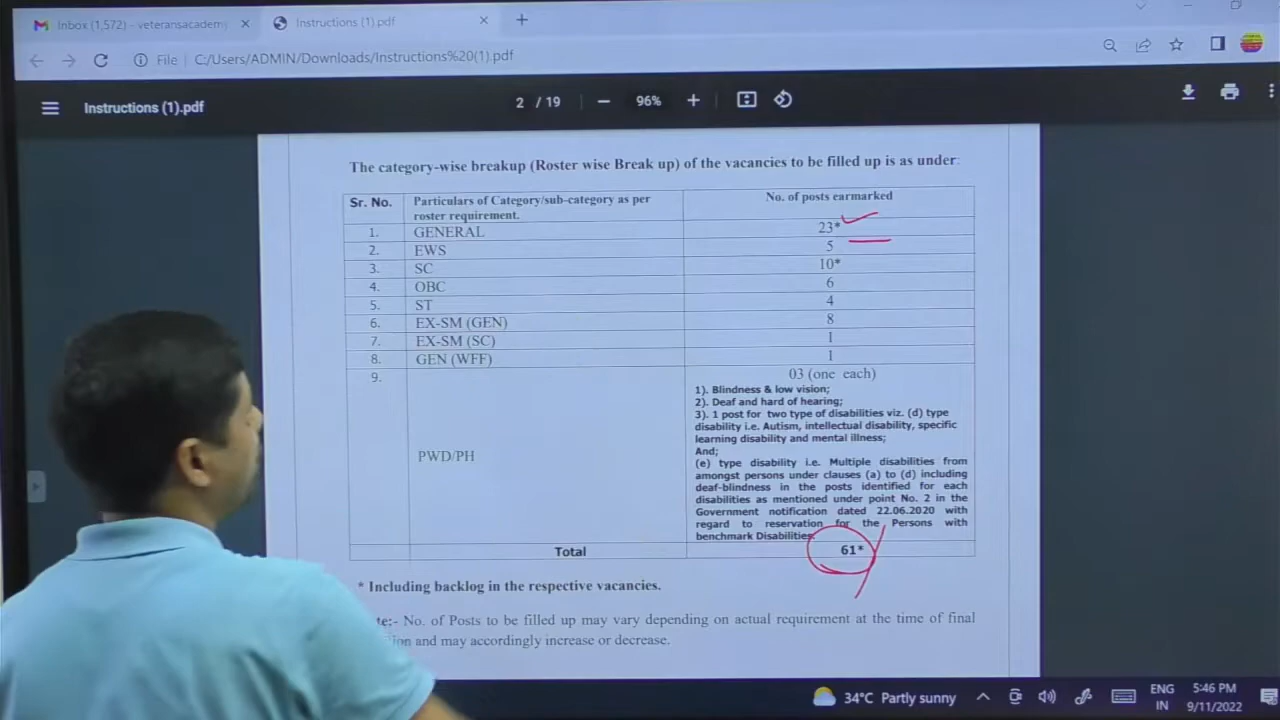 Inbox (1,572) - veteransacadem
Instructions (1).pdf
File C:/Users/ADMIN/Downloads/Instructions%20(1).pdf
Instructions (1).pdf
2 / 19
96%
The category-wise breakup (Roster wise Break up) of the vacancies to be filled up is as under:
Sr. No. Particulars of Category/sub-category as per roster requirement. No. of posts earmarked
1. GENERAL 23*
2. EWS 5
3. SC 10*
4. OBC 6
5. ST 4
6. EX-SM (GEN) 8
7. EX-SM (SC) 1
8. GEN (WFF) 1
9. PWD/PH 03 (one each)
1). Blindness & low vision;
2). Deaf and hard of hearing;
3). 1 post for two type of disabilities viz. (d) type
disability i.e. Autism, intellectual disability, specific
learning disability and mental illness;
And;
(e) type disability i.e. Multiple disabilities from
amongst persons under clauses (a) to (d) including
deaf-blindness in the posts identified for each
disabilities as mentioned under point No. 2 in the
Government notification dated 22.06.2020 with
regard to reservation for the Persons with
benchmark Disabilities.
Total 61*
* Including backlog in the respective vacancies.
te:- No. of Posts to be filled up may vary depending on actual requirement at the time of final
and may accordingly increase or decrease.
34°C Partly sunny
ENG
IN
5:46 PM
9/11/2022